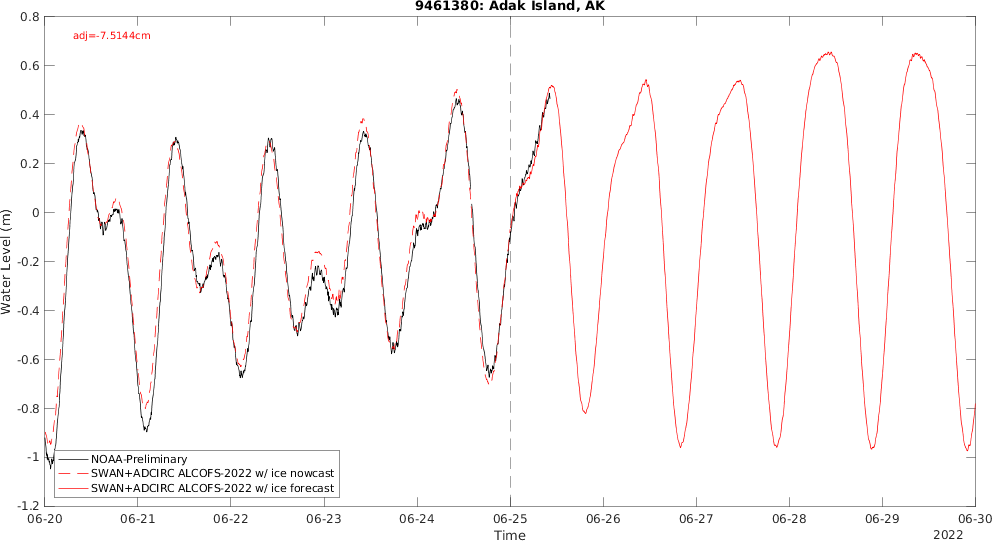 9461380: Adak Island, AK
adj=-7.5144cm
Water Level (m)
0.8
0.6
0.4
0.2
0
-0.2
-0.4
-0.6
-0.8
-1
-1.2
NOAA-Preliminary
SWAN+ADCIRC ALCOFS-2022 w/ ice nowcast
SWAN+ADCIRC ALCOFS-2022 w/ ice forecast
06-20 06-21 06-22 06-23 06-24 06-25 06-26 06-27 06-28 06-29 06-30
Time
2022